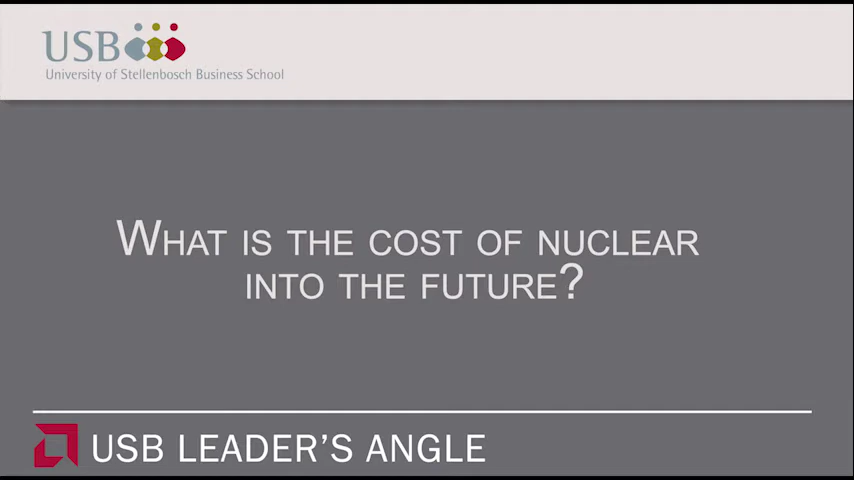 USB
University of Stellenbosch Business School
WHAT IS THE COST OF NUCLEAR
INTO THE FUTURE?
USB LEADER'S ANGLE